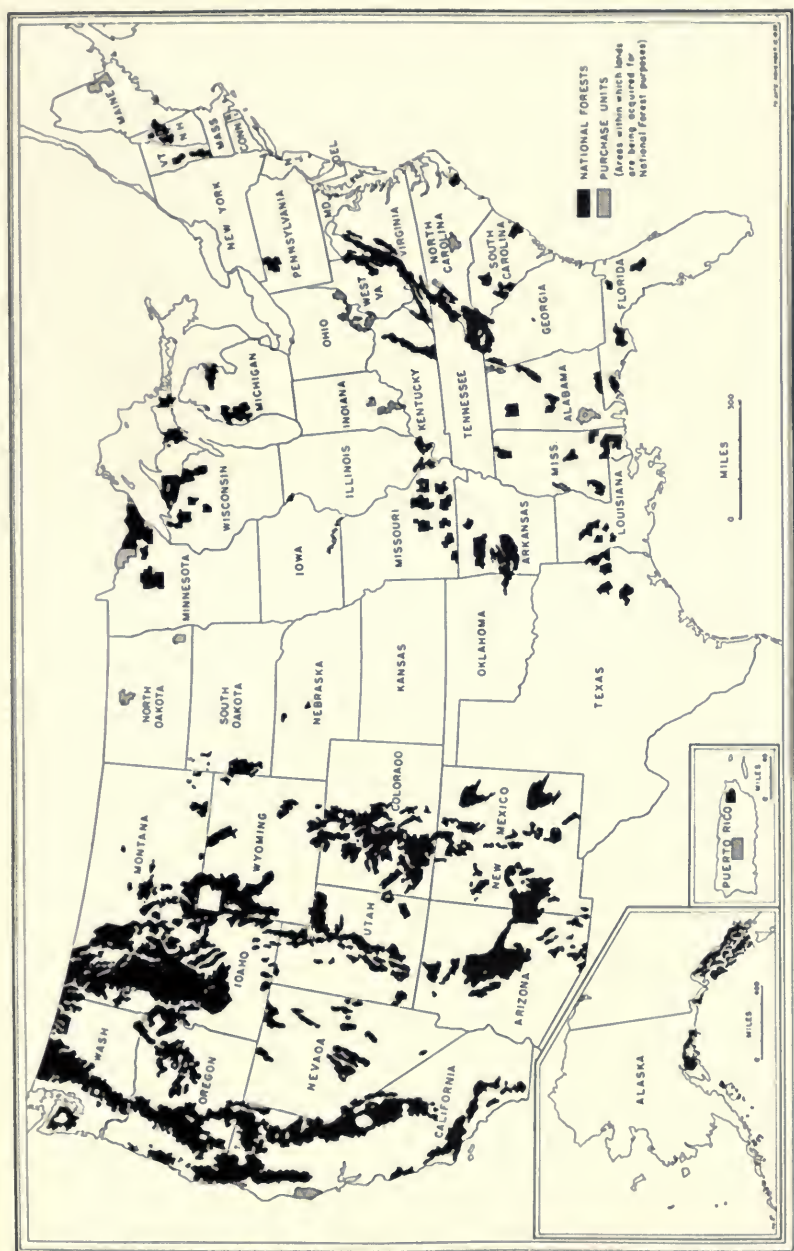 WASH
OREGON
CALIFORNIA
NEVADA
IDAHO
MONTANA
WYOMING
UTAH
COLORADO
ARIZONA
NEW
MEXICO
NORTH
DAKOTA
SOUTH
DAKOTA
NEBRASKA
KANSAS
OKLAHOMA
TEXAS
MINNESOTA
IOWA
MISSOURI
ARKANSAS
LOUISIANA
WISCONSIN
ILLINOIS
MICHIGAN
INDIANA
OHIO
KENTUCKY
TENNESSEE
MISS.
ALABAMA
GEORGIA
FLORIDA
SOUTH
CAROLINA
NORTH
CAROLINA
VIRGINIA
WEST
VA
MD.
DEL
PENNSYLVANIA
N J
NEW YORK
CONN
MASS
VT
N H
MAINE
NATIONAL FORESTS
PURCHASE UNITS
(Areas within which lands
are being acquired for
National Forest purposes)
0 300
MILES
ALASKA
0 400
MILES
PUERTO RICO
MILES